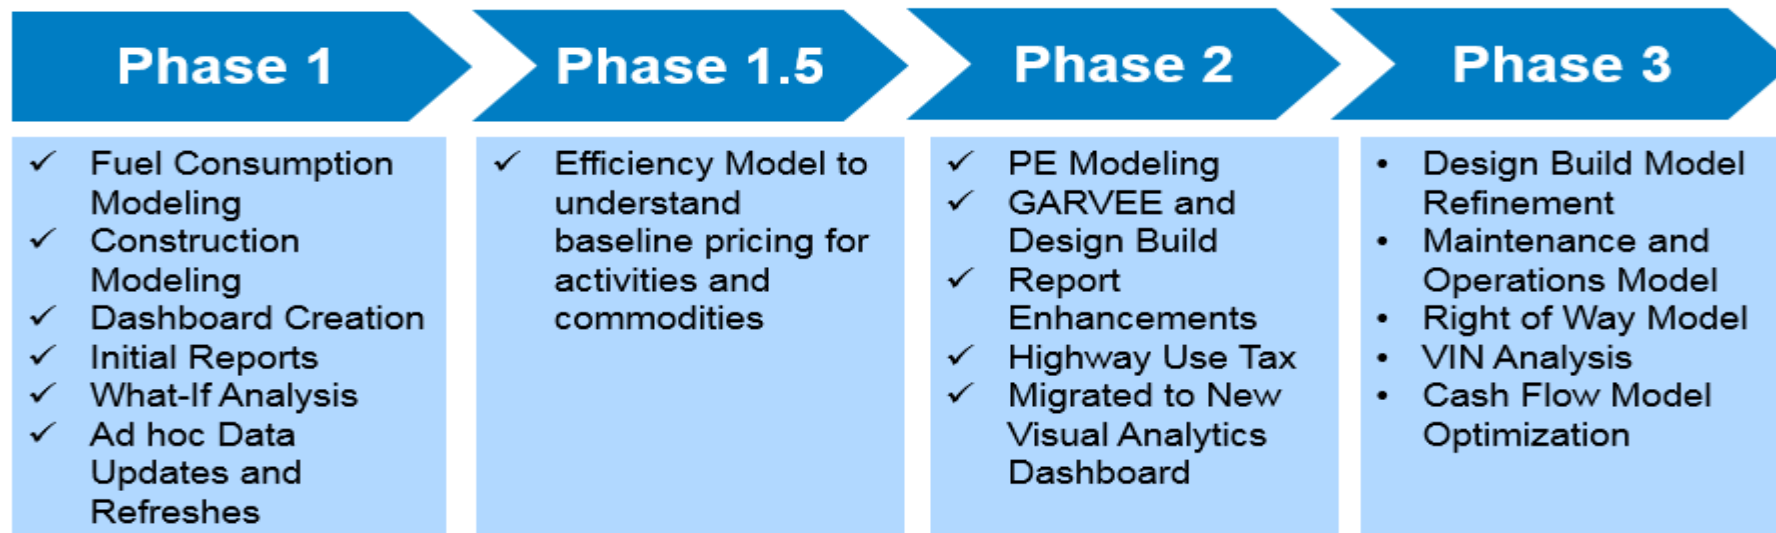 Phase 1
✓ Fuel Consumption
Modeling
✓ Construction
Modeling
✓ Dashboard Creation
✓ Initial Reports
✓ What-If Analysis
✓ Ad hoc Data
Updates and
Refreshes
Phase 1.5
✓ Efficiency Model to
understand
baseline pricing for
activities and
commodities
Phase 2
✓ PE Modeling
✓ GARVEE and
Design Build
✓ Report
Enhancements
✓ Highway Use Tax
✓ Migrated to New
Visual Analytics
Dashboard
Phase 3
• Design Build Model
Refinement
• Maintenance and
Operations Model
• Right of Way Model
• VIN Analysis
• Cash Flow Model
Optimization